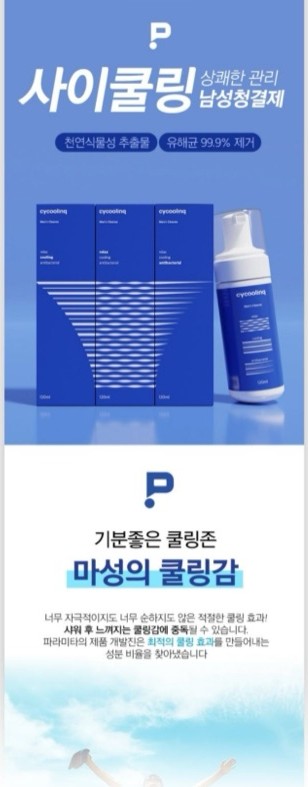 사이쿨링
상쾌한 관리
남성청결제
천연식물성 추출물
유해균 99.9% 제거
cycooling
cycooling
cycooling
cycooling
기분좋은 쿨링존
마성의 쿨링감
너무 자극적이지도 너무 순하지도 않은 적절한 쿨링 효과!
샤워 후 느껴지는 쿨링감에 중독될 수 있습니다.
파라미타의 제품 개발진은 최적의 쿨링 효과를 만들어내는
성분 비율을 찾아냈습니다